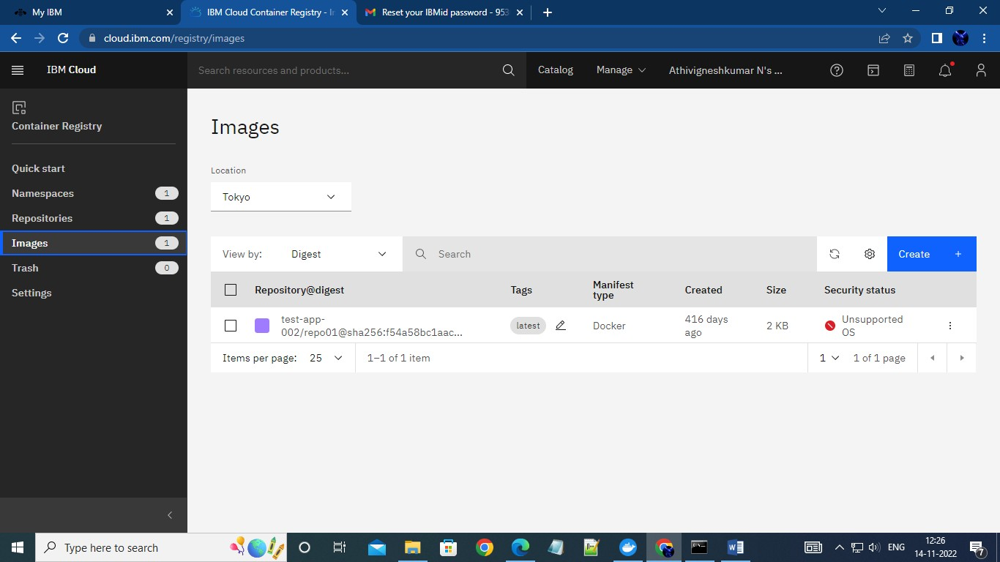 My IBM
IBM Cloud Container Registry - I
Reset your IBMid password - 953
cloud.ibm.com/registry/images
IBM Cloud
Search resources and products...
Catalog
Manage
Athivigneshkumar N's ...
Container Registry
Quick start
Namespaces 1
Repositories 1
Images 1
Trash 0
Settings
Images
Location
Tokyo
View by: Digest
Search
Create +
Repository@digest
Tags
Manifest
type
Created
Size
Security status
test-app-
002/repo01@sha256:f54a58bc1aac...
latest
Docker
416 days
ago
2 KB
Unsupported
OS
Items per page: 25
1–1 of 1 item
1
1 of 1 page
Type here to search
ENG
12:26
14-11-2022
7